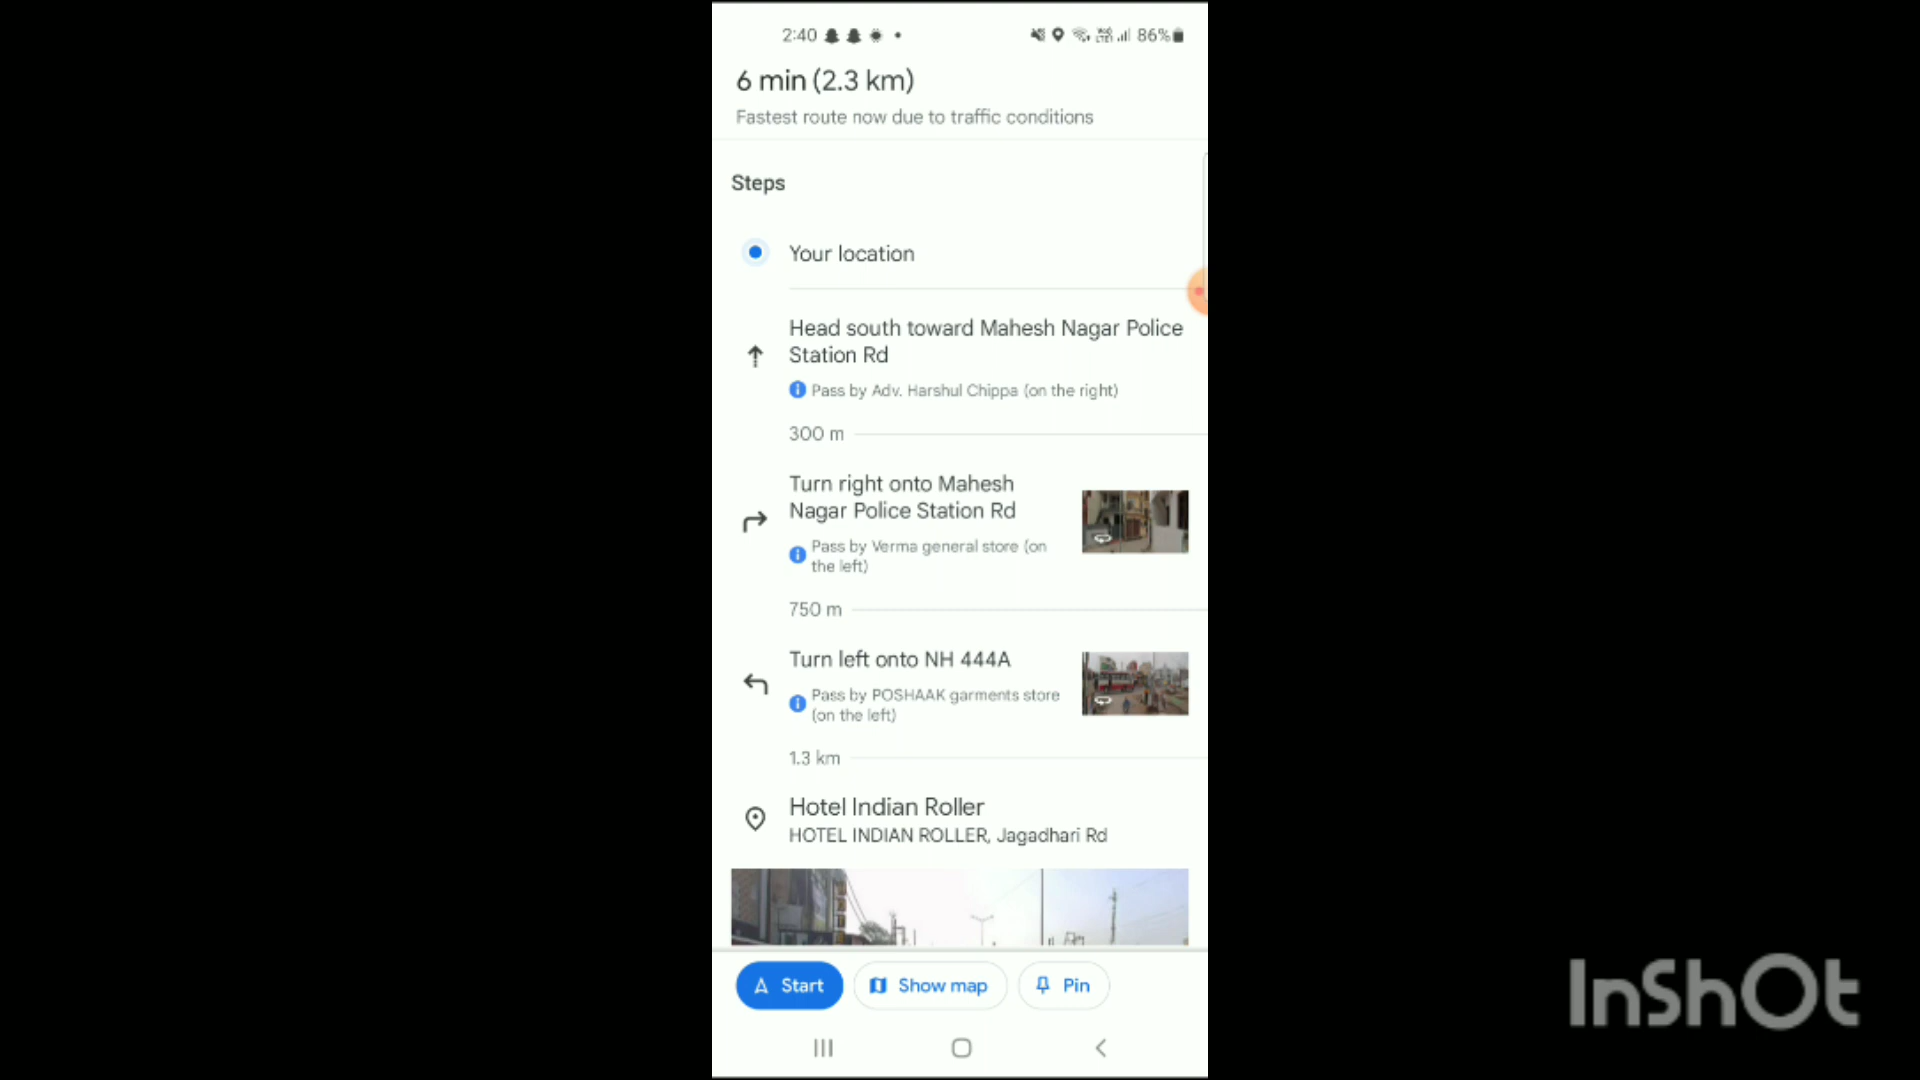 2:40
86%
6 min (2.3 km)
Fastest route now due to traffic conditions
Steps
Your location
Head south toward Mahesh Nagar Police
Station Rd
Pass by Adv. Harshul Chippa (on the right)
300 m
Turn right onto Mahesh
Nagar Police Station Rd
Pass by Verma general store (on
the left)
750 m
Turn left onto NH 444A
Pass by POSHAAK garments store
(on the left)
1.3 km
Hotel Indian Roller
HOTEL INDIAN ROLLER, Jagadhari Rd
Start
Show map
Pin
InShOt